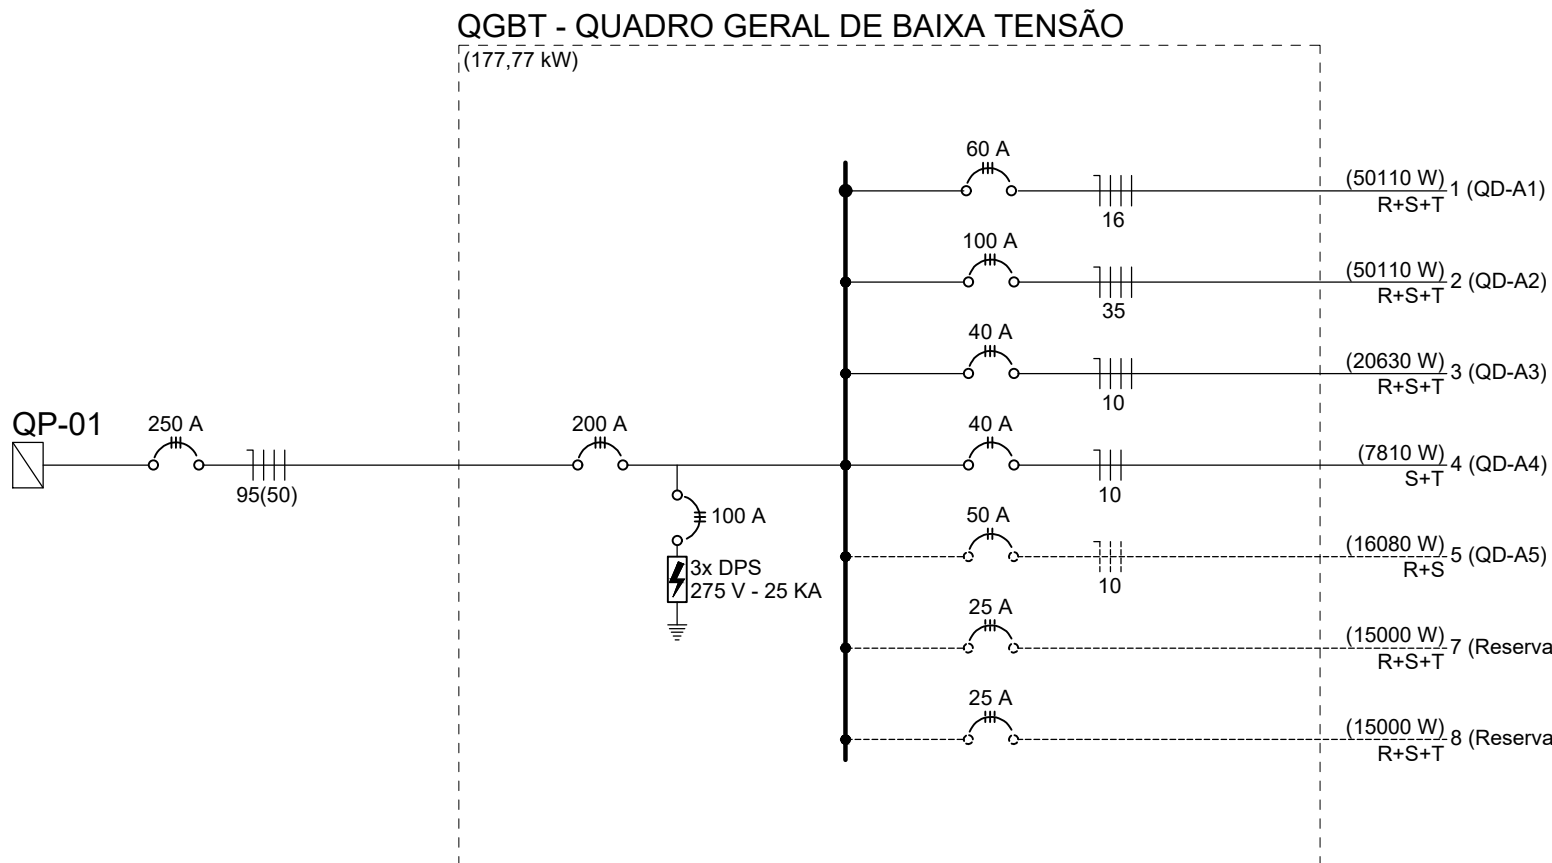 QGBT - QUADRO GERAL DE BAIXA TENSÃO
(177,77 kW)
60 A
(50110 W)
1 (QD-A1)
R+S+T
16
100 A
(50110 W)
2 (QD-A2)
R+S+T
35
40 A
(20630 W)
3 (QD-A3)
R+S+T
10
QP-01
250 A
95(50)
200 A
40 A
(7810 W)
4 (QD-A4)
S+T
10
100 A
3x DPS
275 V - 25 KA
50 A
(16080 W)
5 (QD-A5)
R+S
10
25 A
(15000 W)
7 (Reserva
R+S+T
25 A
(15000 W)
8 (Reserva
R+S+T